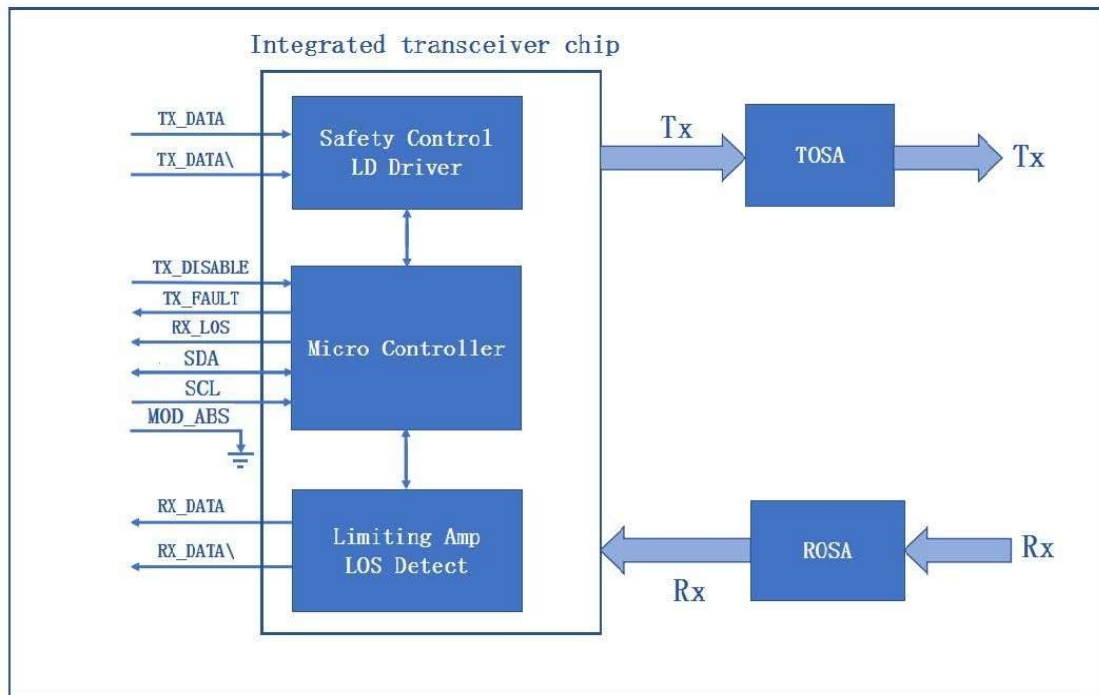 Integrated transceiver chip
TX_DATA
TX_DATA\
Safety Control
LD Driver
Tx
TOSA
Tx
TX_DISABLE
TX_FAULT
RX_LOS
SDA
SCL
MOD_ABS
Micro Controller
RX_DATA
RX_DATA\
Limiting Amp
LOS Detect
Rx
ROSA
Rx